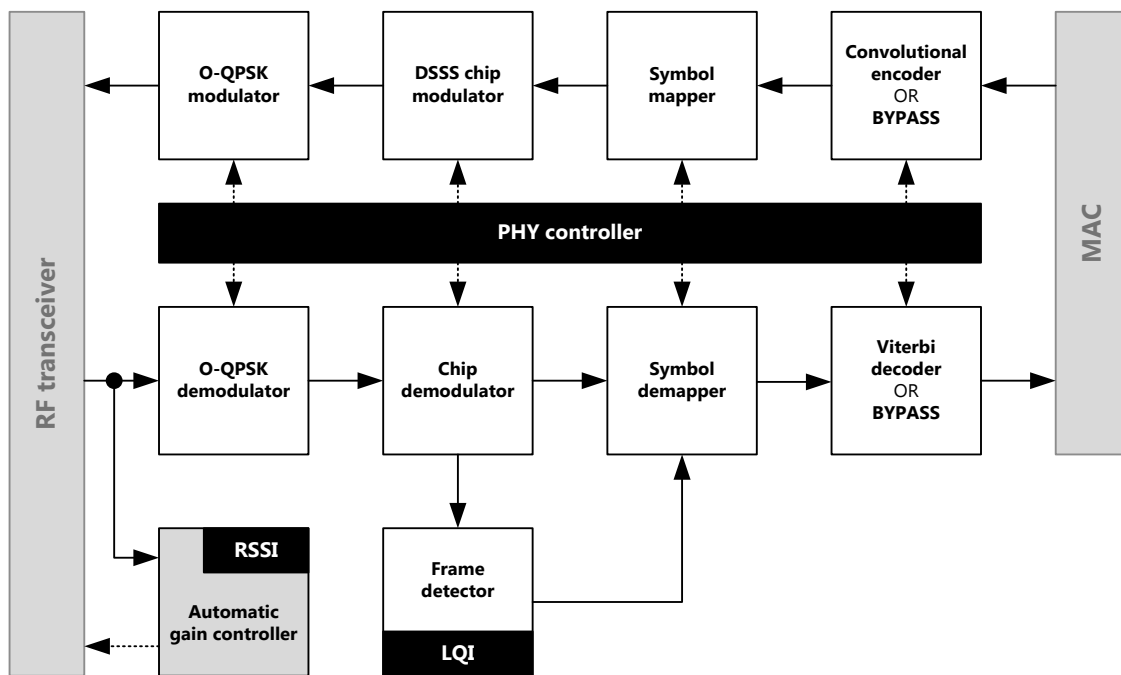 O-QPSK
modulator
DSSS chip
modulator
Symbol
mapper
Convolutional
encoder
OR
BYPASS
PHY controller
RF transceiver
MAC
O-QPSK
demodulator
Chip
demodulator
Symbol
demapper
Viterbi
decoder
OR
BYPASS
RSSI
Automatic
gain controller
Frame
detector
LQI